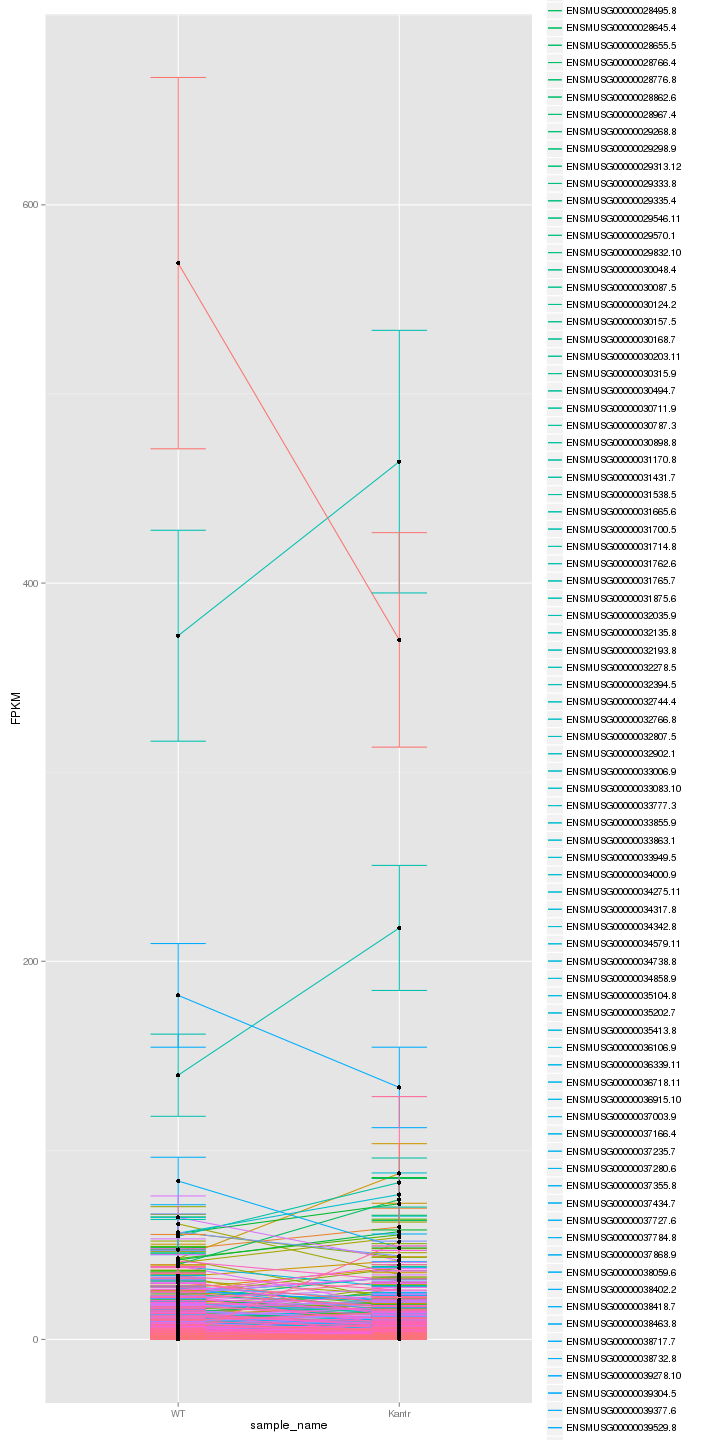 600
400
200
0
FPKM
WT
Kantr
sample_name
ENSMUSG00000028495.8
ENSMUSG00000028645.4
ENSMUSG00000028655.5
ENSMUSG00000028766.4
ENSMUSG00000028776.8
ENSMUSG00000028862.6
ENSMUSG00000028967.4
ENSMUSG00000029268.8
ENSMUSG00000029298.9
ENSMUSG00000029313.12
ENSMUSG00000029333.8
ENSMUSG00000029335.4
ENSMUSG00000029546.11
ENSMUSG00000029570.1
ENSMUSG00000029832.10
ENSMUSG00000030048.4
ENSMUSG00000030087.5
ENSMUSG00000030124.2
ENSMUSG00000030157.5
ENSMUSG00000030168.7
ENSMUSG00000030203.11
ENSMUSG00000030315.9
ENSMUSG00000030494.7
ENSMUSG00000030711.9
ENSMUSG00000030787.3
ENSMUSG00000030898.8
ENSMUSG00000031170.8
ENSMUSG00000031431.7
ENSMUSG00000031538.5
ENSMUSG00000031665.6
ENSMUSG00000031700.5
ENSMUSG00000031714.8
ENSMUSG00000031762.6
ENSMUSG00000031765.7
ENSMUSG00000031875.6
ENSMUSG00000032035.9
ENSMUSG00000032135.8
ENSMUSG00000032193.8
ENSMUSG00000032278.5
ENSMUSG00000032394.5
ENSMUSG00000032744.4
ENSMUSG00000032766.8
ENSMUSG00000032807.5
ENSMUSG00000032902.1
ENSMUSG00000033006.9
ENSMUSG00000033083.10
ENSMUSG00000033777.3
ENSMUSG00000033855.9
ENSMUSG00000033863.1
ENSMUSG00000033949.5
ENSMUSG00000034000.9
ENSMUSG00000034275.11
ENSMUSG00000034317.8
ENSMUSG00000034342.8
ENSMUSG00000034579.11
ENSMUSG00000034738.8
ENSMUSG00000034858.9
ENSMUSG00000035104.8
ENSMUSG00000035202.7
ENSMUSG00000035413.8
ENSMUSG00000036106.9
ENSMUSG00000036339.11
ENSMUSG00000036718.11
ENSMUSG00000036915.10
ENSMUSG00000037003.9
ENSMUSG00000037166.4
ENSMUSG00000037235.7
ENSMUSG00000037280.6
ENSMUSG00000037355.8
ENSMUSG00000037434.7
ENSMUSG00000037727.6
ENSMUSG00000037784.8
ENSMUSG00000037868.9
ENSMUSG00000038059.6
ENSMUSG00000038402.2
ENSMUSG00000038418.7
ENSMUSG00000038463.8
ENSMUSG00000038717.7
ENSMUSG00000038732.8
ENSMUSG00000039278.10
ENSMUSG00000039304.5
ENSMUSG00000039377.6
ENSMUSG00000039529.8